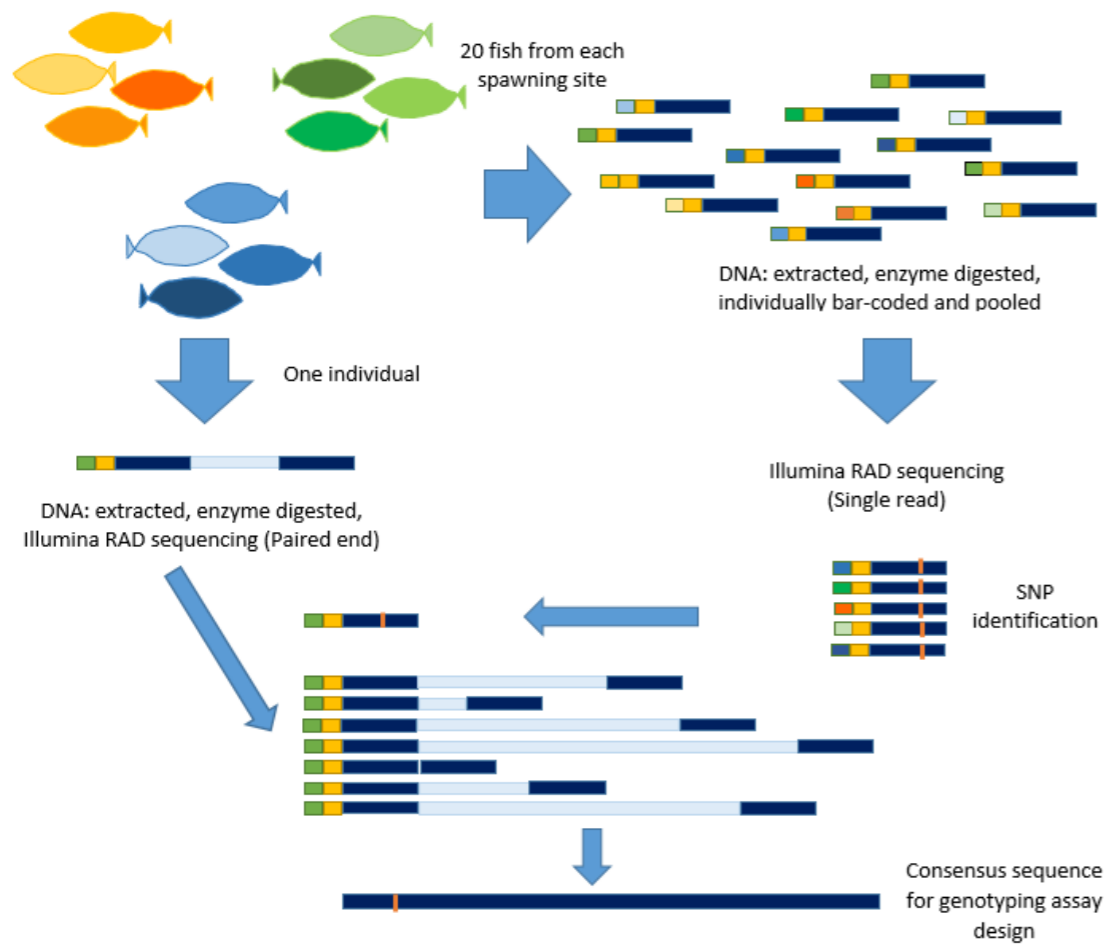 20 fish from each
spawning site
DNA: extracted, enzyme digested,
individually bar-coded and pooled
One individual
Illumina RAD sequencing
(Single read)
DNA: extracted, enzyme digested,
Illumina RAD sequencing (Paired end)
SNP
identification
Consensus sequence
for genotyping assay
design